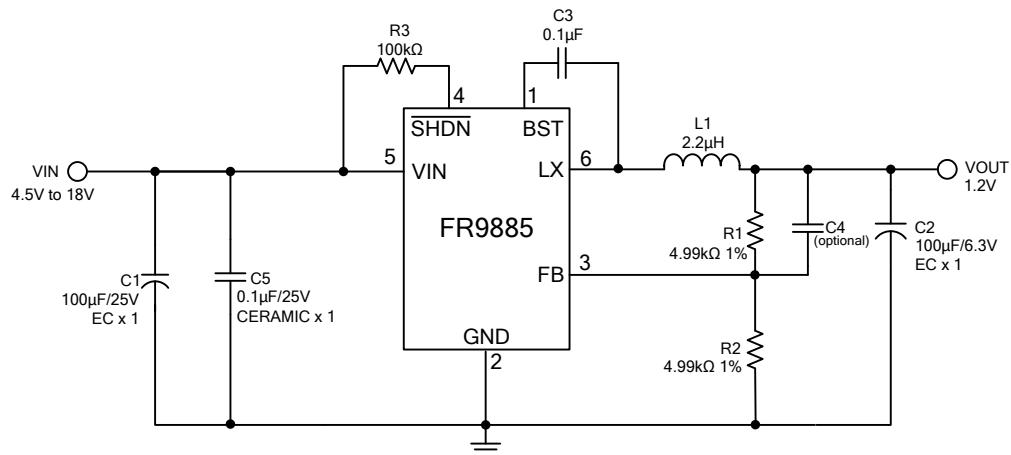 C3
0.1µF
R3
100kΩ
4
1
SHDN
BST
L1
2.2µH
VIN
4.5V to 18V
5
VIN
LX
6
VOUT
1.2V
FR9885
R1
4.99kΩ 1%
C4
(optional)
C2
100µF/6.3V
EC x 1
FB
3
C1
100µF/25V
EC x 1
C5
0.1µF/25V
CERAMIC x 1
GND
2
R2
4.99kΩ 1%